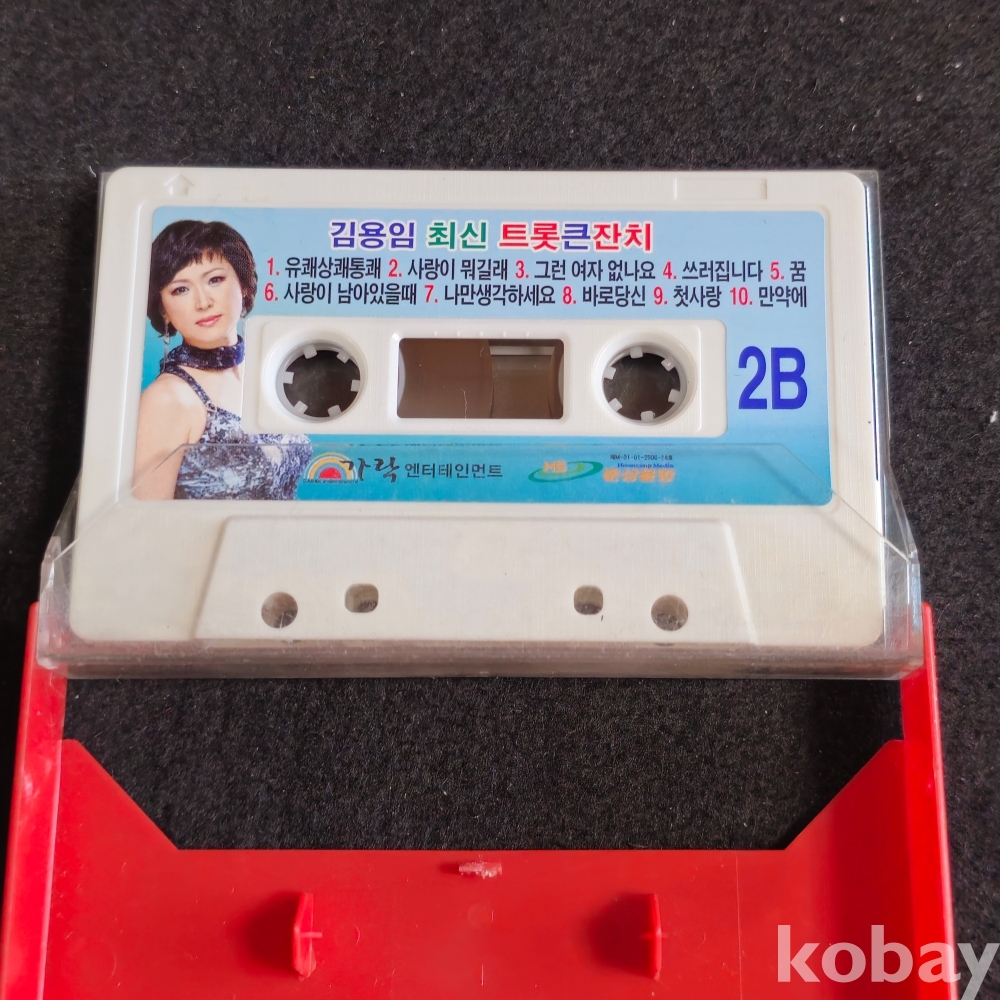 김용임 최신 트롯큰잔치
1. 유쾌상쾌통쾌 2. 사랑이 뭐길래 3. 그런 여자 없나요 4. 쓰러집니다 5. 꿈
6. 사랑이 남아있을때 7. 나만생각하세요 8. 바로당신 9. 첫사랑 10. 만약에
2B
가락 엔터테인먼트
kobay